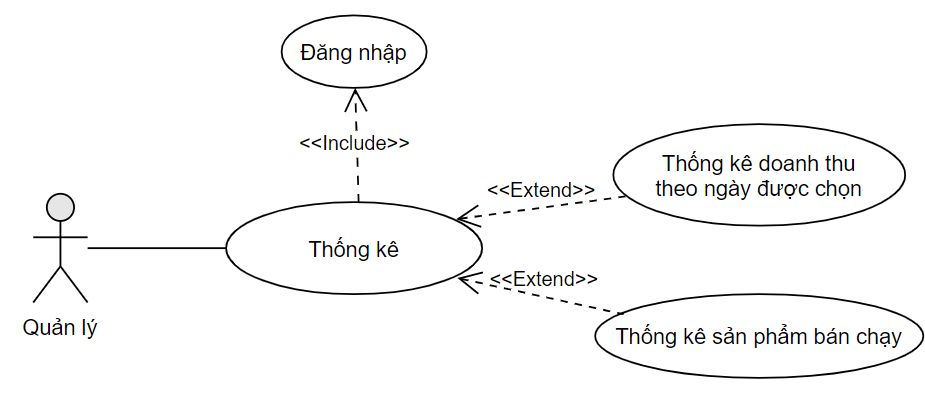 Đăng nhập
<<Include>>
Thống kê doanh thu
theo ngày được chọn
<<Extend>>
Thống kê
<<Extend>>
Quản lý
Thống kê sản phẩm bán chạy